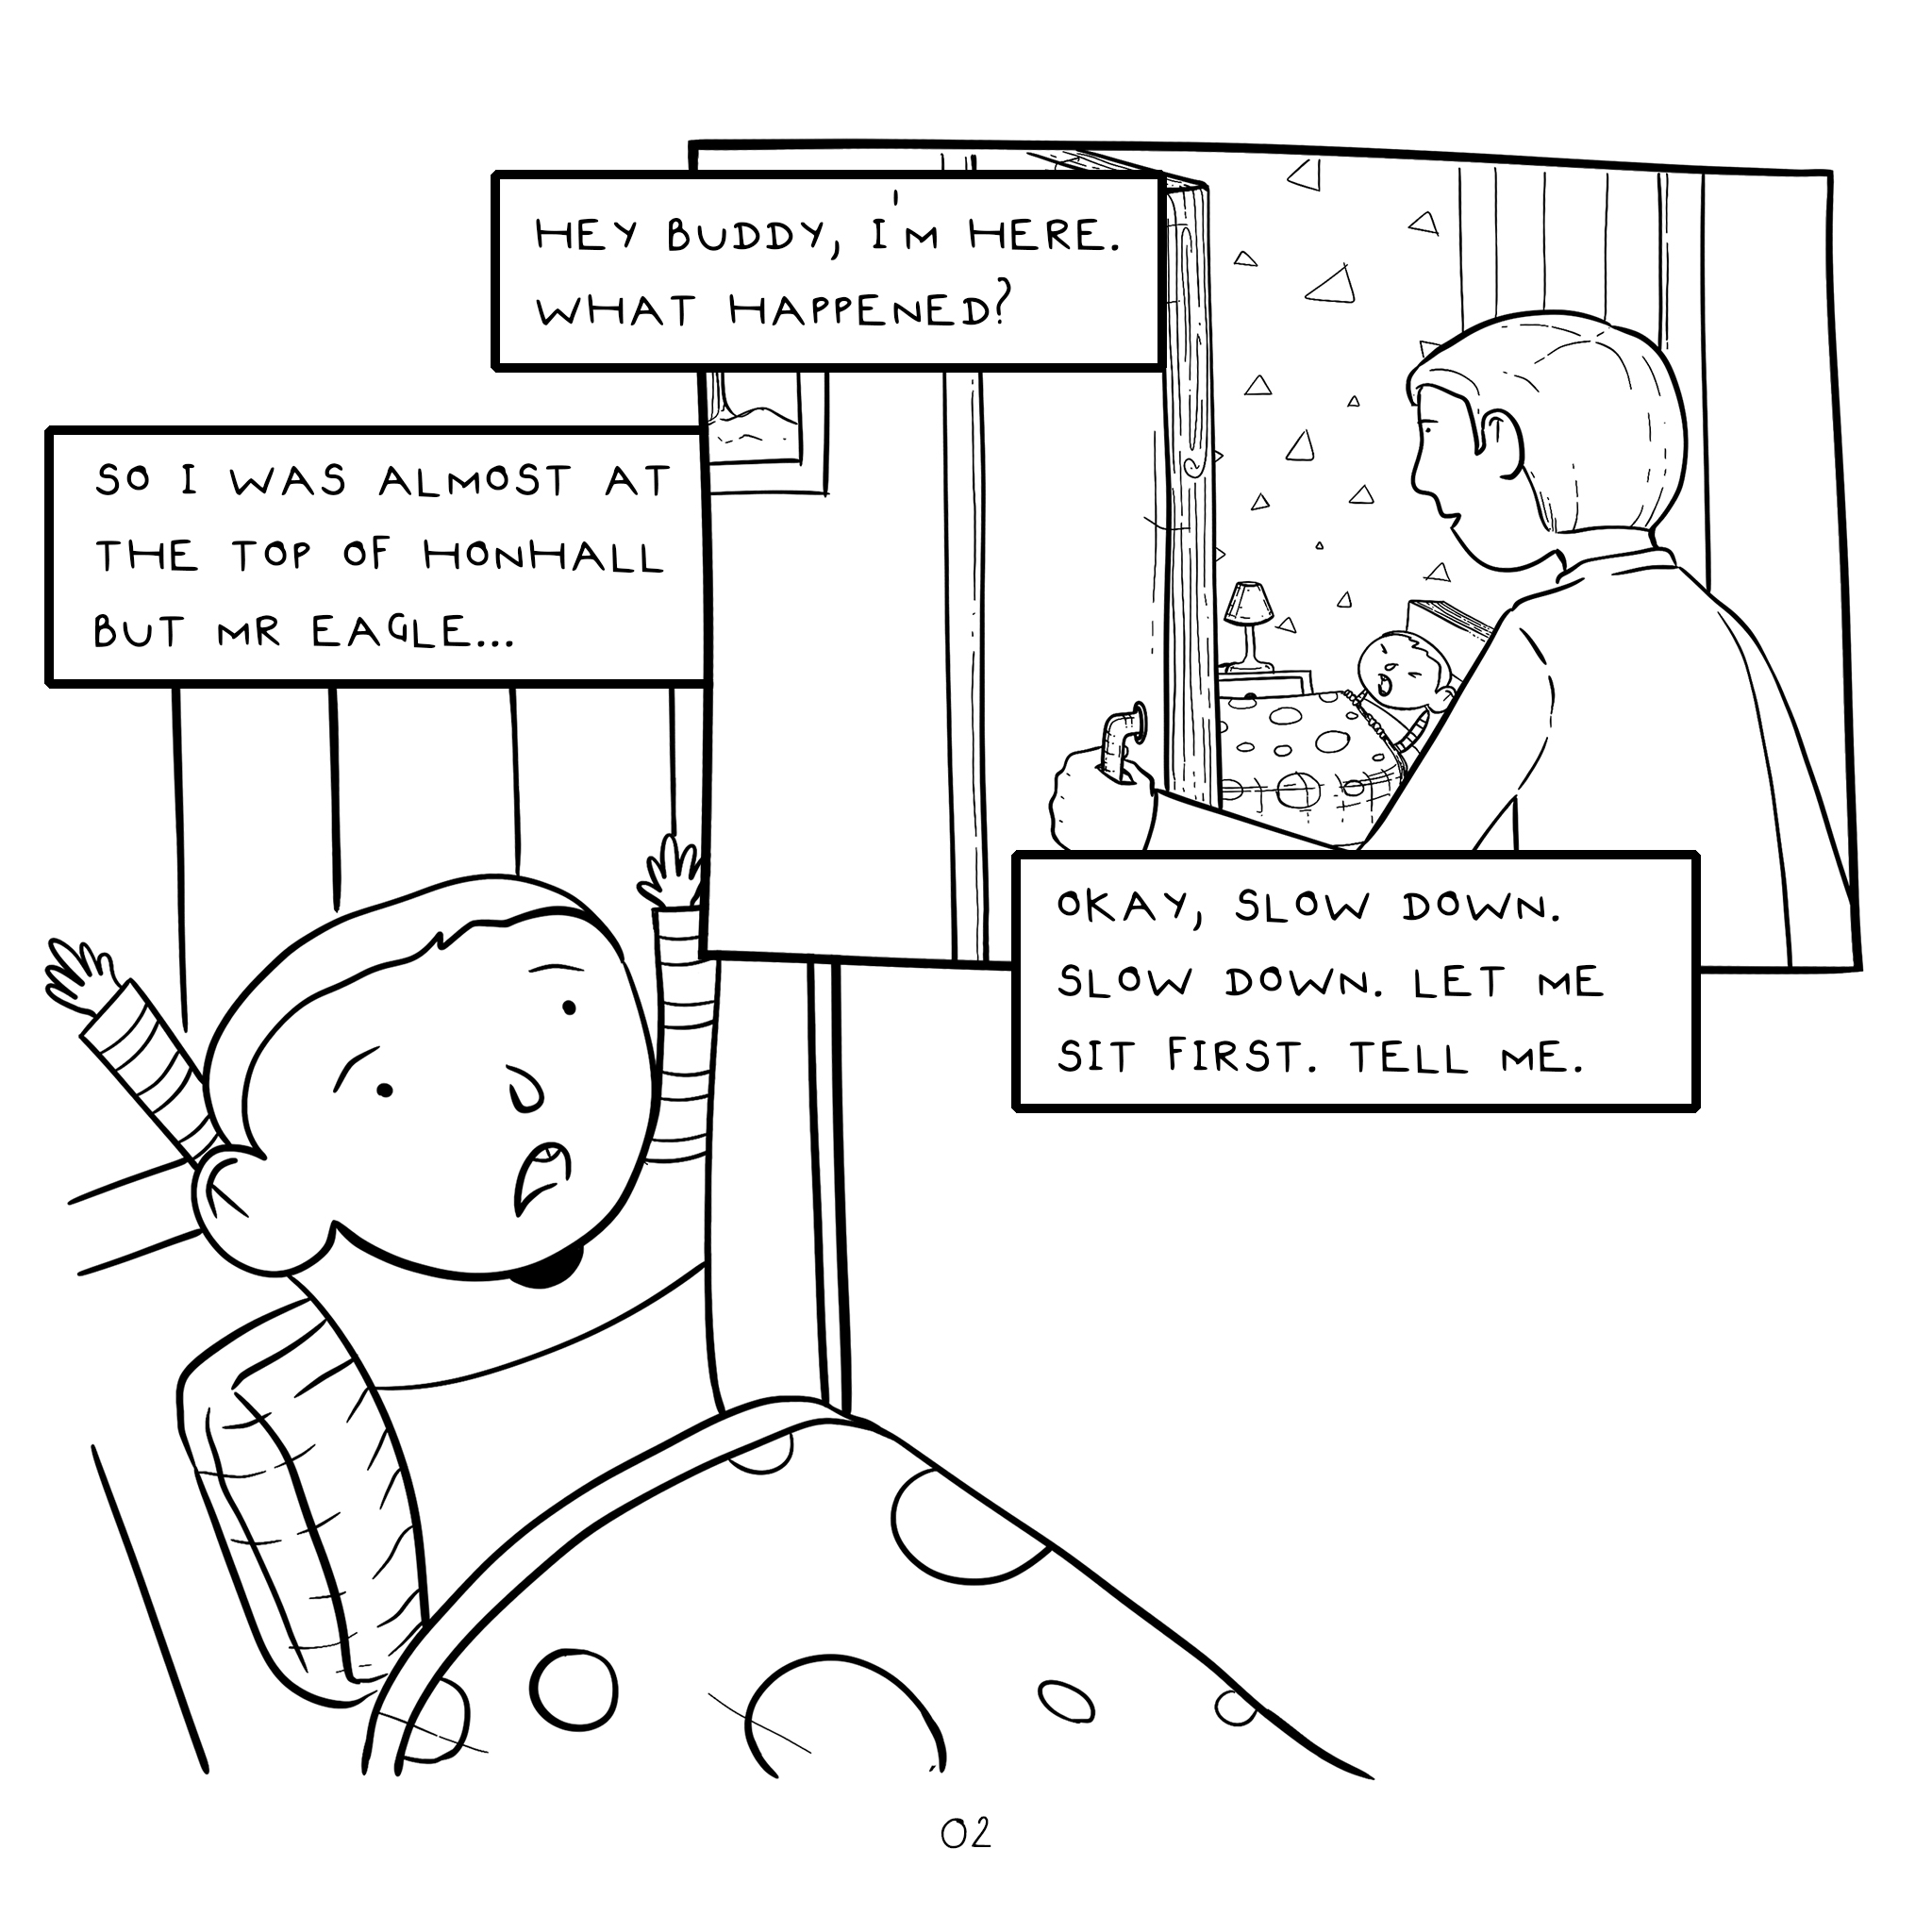 HEY BUDDY, I'M HERE.
WHAT HAPPENED?
SO I WAS ALMOST AT
THE TOP OF HONHALL
BUT MR EAGLE...
OKAY, SLOW DOWN.
SLOW DOWN. LET ME
SIT FIRST. TELL ME.
02